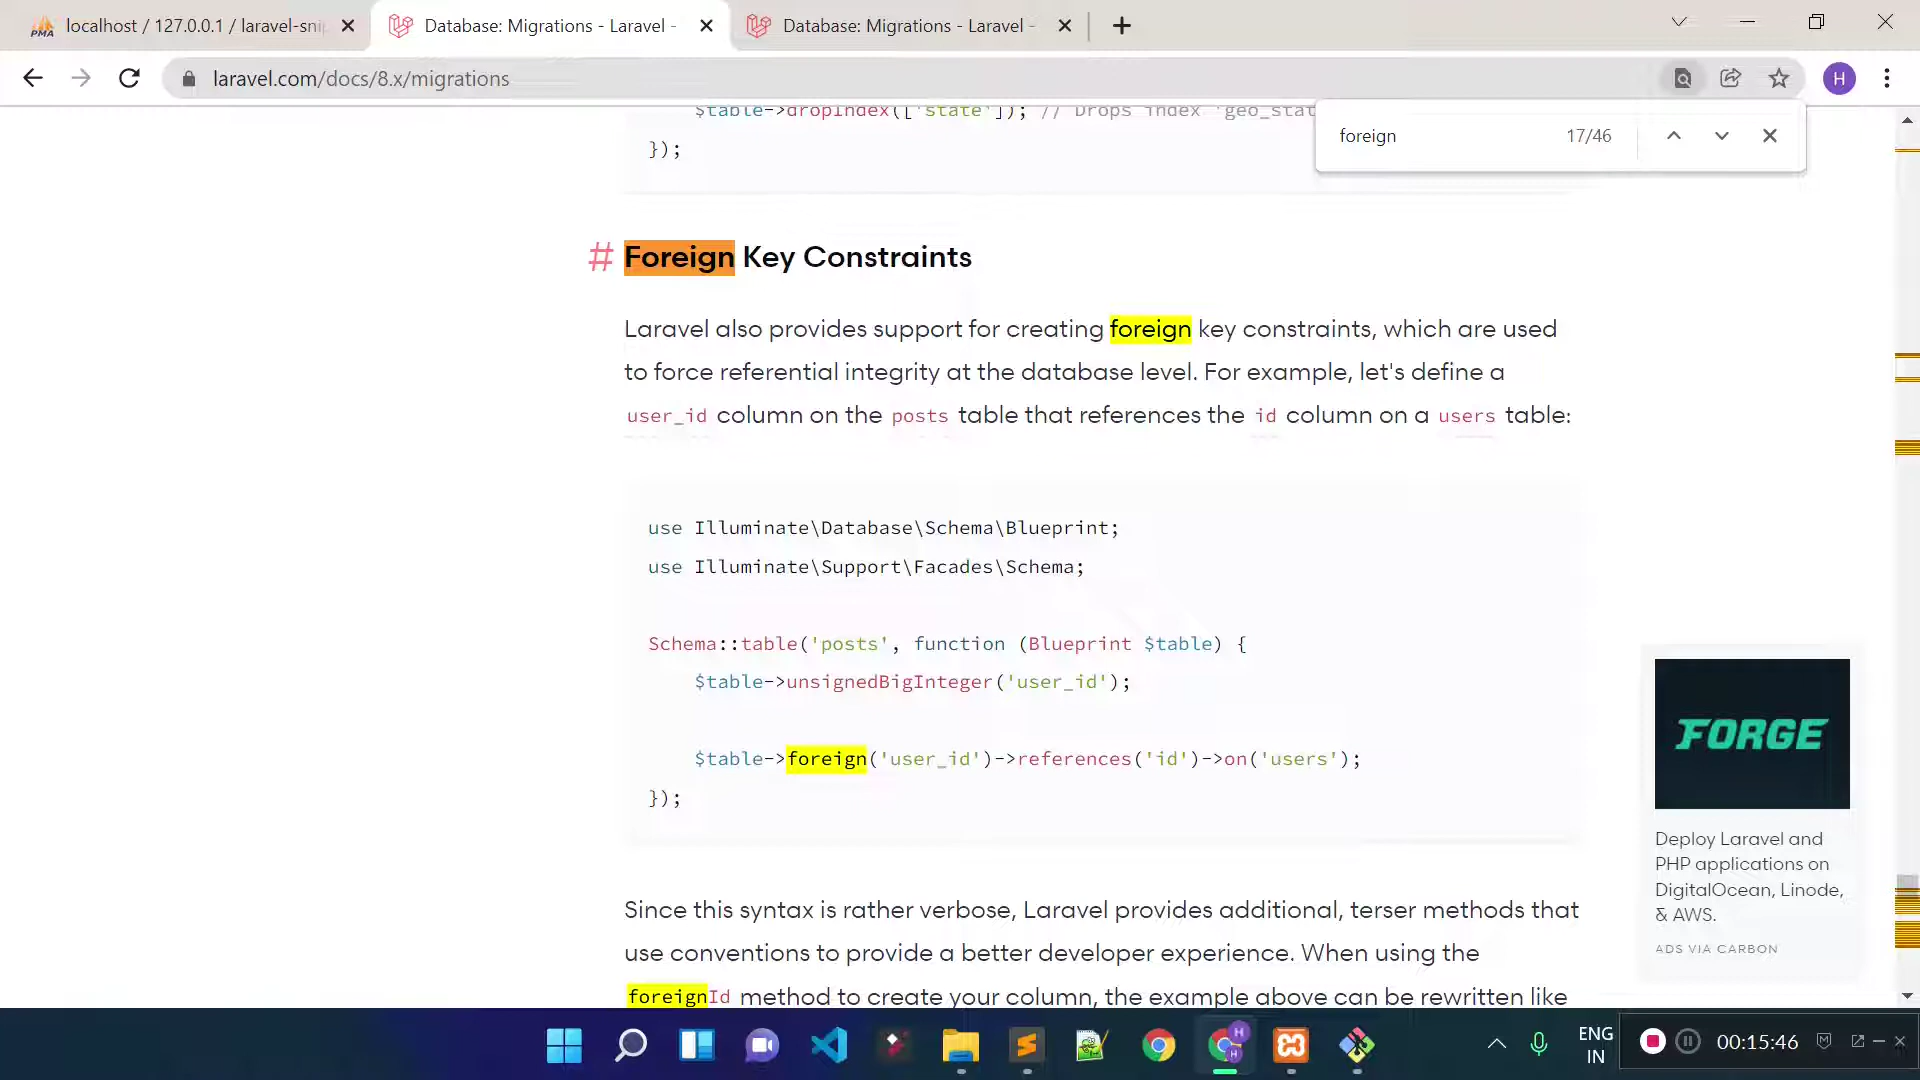 localhost / 127.0.0.1 / laravel-snip
Database: Migrations - Laravel -
Database: Migrations - Laravel -
laravel.com/docs/8.x/migrations
H
foreign
17/46
$table->dropIndex(['state']); // Drops index 'geo_stat
});
# Foreign Key Constraints
Laravel also provides support for creating foreign key constraints, which are used
to force referential integrity at the database level. For example, let's define a
user_id column on the posts table that references the id column on a users table:
use Illuminate\Database\Schema\Blueprint;
use Illuminate\Support\Facades\Schema;
Schema::table('posts', function (Blueprint $table) {
$table->unsignedBigInteger('user_id');
$table->foreign('user_id')->references('id')->on('users');
});
FORGE
Deploy Laravel and
PHP applications on
DigitalOcean, Linode,
& AWS.
ADS VIA CARBON
Since this syntax is rather verbose, Laravel provides additional, terser methods that
use conventions to provide a better developer experience. When using the
foreignId method to create your column, the example above can be rewritten like
ENG
IN
00:15:46